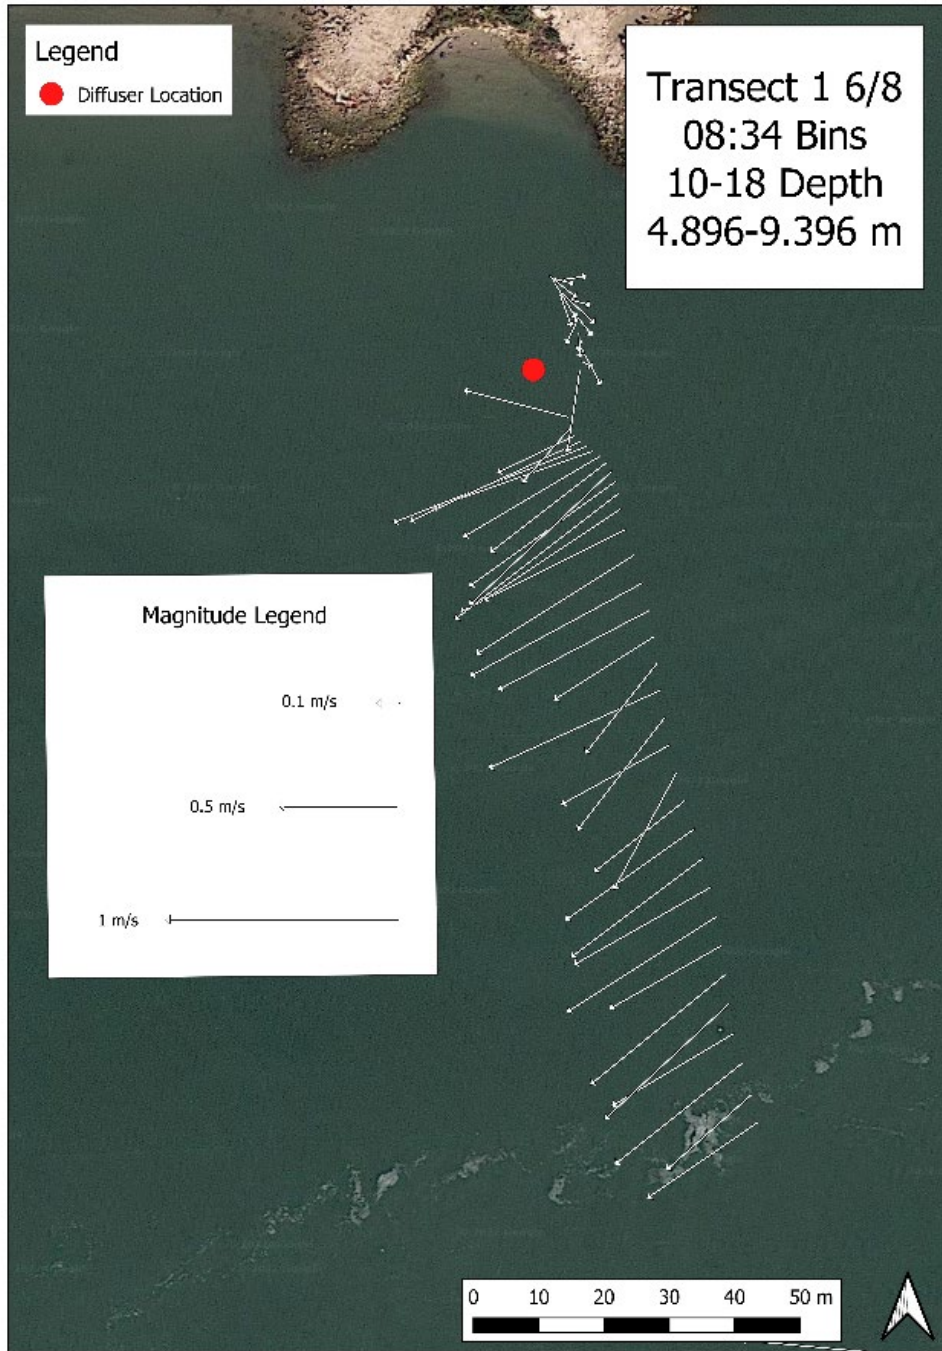 Legend
Diffuser Location
Transect 1 6/8
08:34 Bins
10-18 Depth
4.896-9.396 m
Magnitude Legend
0.1 m/s
0.5 m/s
1 m/s
0 10 20 30 40 50 m